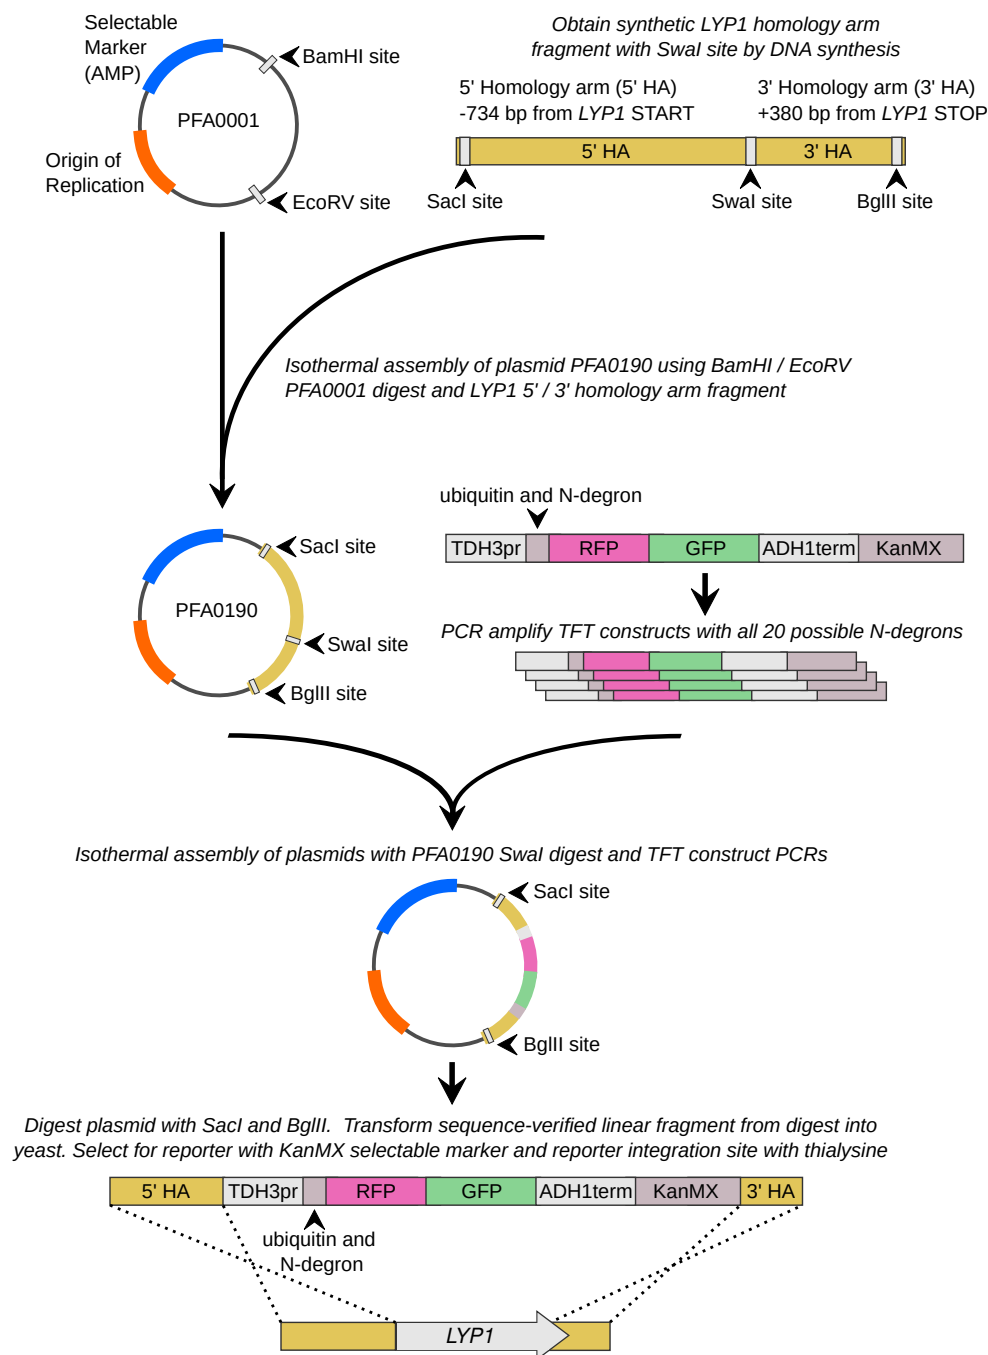 Selectable
Marker
(AMP)
BamHI site
PFA0001
Origin of
Replication
EcoRV site
Obtain synthetic LYP1 homology arm
fragment with SwaI site by DNA synthesis
5' Homology arm (5' HA)
-734 bp from LYP1 START
3' Homology arm (3' HA)
+380 bp from LYP1 STOP
5' HA
3' HA
SacI site
SwaI site
BglII site
Isothermal assembly of plasmid PFA0190 using BamHI / EcoRV
PFA0001 digest and LYP1 5' / 3' homology arm fragment
SacI site
PFA0190
SwaI site
BglII site
ubiquitin and N-degron
TDH3pr
RFP
GFP
ADH1term
KanMX
PCR amplify TFT constructs with all 20 possible N-degrons
Isothermal assembly of plasmids with PFA0190 SwaI digest and TFT construct PCRs
SacI site
BglII site
Digest plasmid with SacI and BglII. Transform sequence-verified linear fragment from digest into
yeast. Select for reporter with KanMX selectable marker and reporter integration site with thialysine
5' HA
TDH3pr
RFP
GFP
ADH1term
KanMX
3' HA
ubiquitin and
N-degron
LYP1